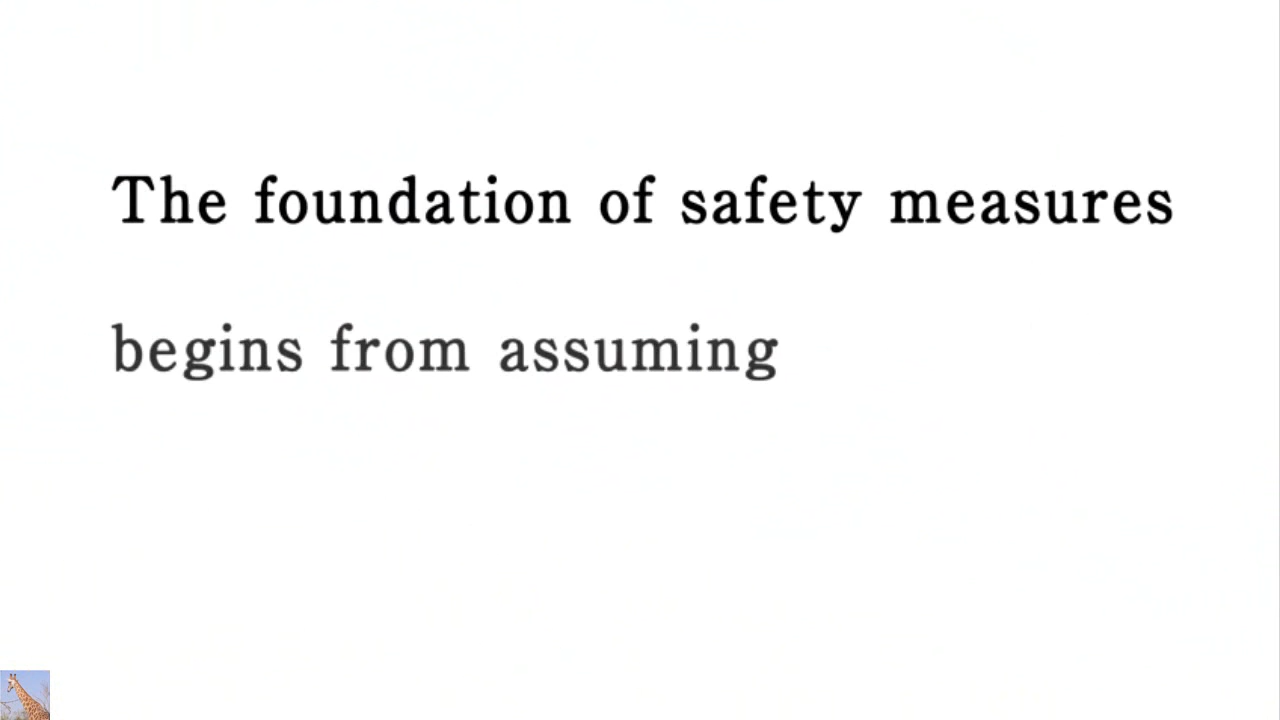 The foundation of safety measures
begins from assuming